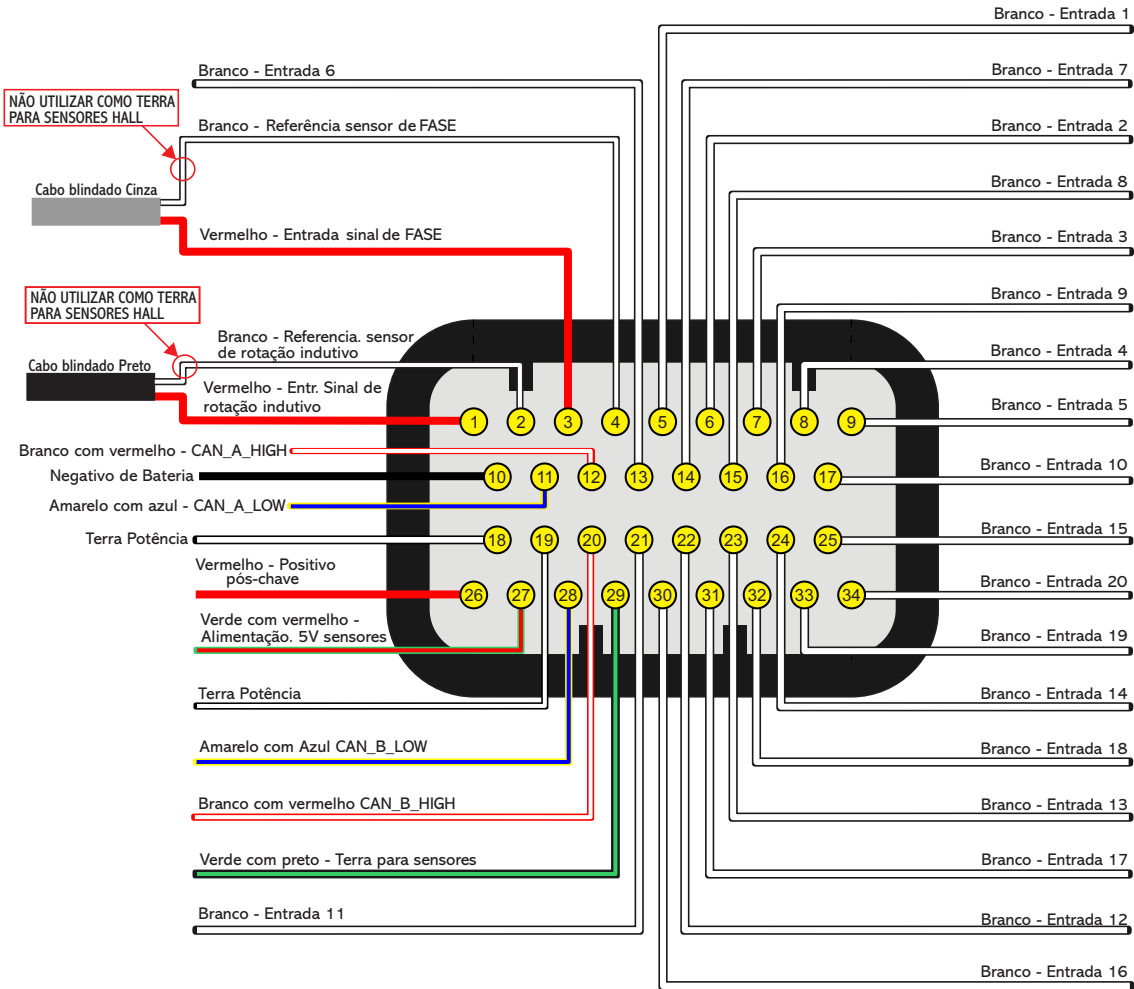 Branco - Entrada 1
Branco - Entrada 6
Branco - Entrada 7
NÃO UTILIZAR COMO TERRA
PARA SENSORES HALL
Branco - Referência sensor de FASE
Branco - Entrada 2
Cabo blindado Cinza
Branco - Entrada 8
Vermelho - Entrada sinal de FASE
Branco - Entrada 3
NÃO UTILIZAR COMO TERRA
PARA SENSORES HALL
Branco - Entrada 9
Branco - Referencia. sensor
de rotação indutivo
Branco - Entrada 4
Cabo blindado Preto
Vermelho - Entr. Sinal de
rotação indutivo
Branco - Entrada 5
1 2 3 4 5 6 7 8 9
Branco com vermelho - CAN_A_HIGH
Branco - Entrada 10
Negativo de Bateria
10 11 12 13 14 15 16 17
Amarelo com azul - CAN_A_LOW
Branco - Entrada 15
Terra Potência
18 19 20 21 22 23 24 25
Vermelho - Positivo
pós-chave
Branco - Entrada 20
26 27 28 29 30 31 32 33 34
Verde com vermelho -
Alimentação. 5V sensores
Branco - Entrada 19
Terra Potência
Branco - Entrada 14
Amarelo com Azul CAN_B_LOW
Branco - Entrada 18
Branco com vermelho CAN_B_HIGH
Branco - Entrada 13
Verde com preto - Terra para sensores
Branco - Entrada 17
Branco - Entrada 11
Branco - Entrada 12
Branco - Entrada 16